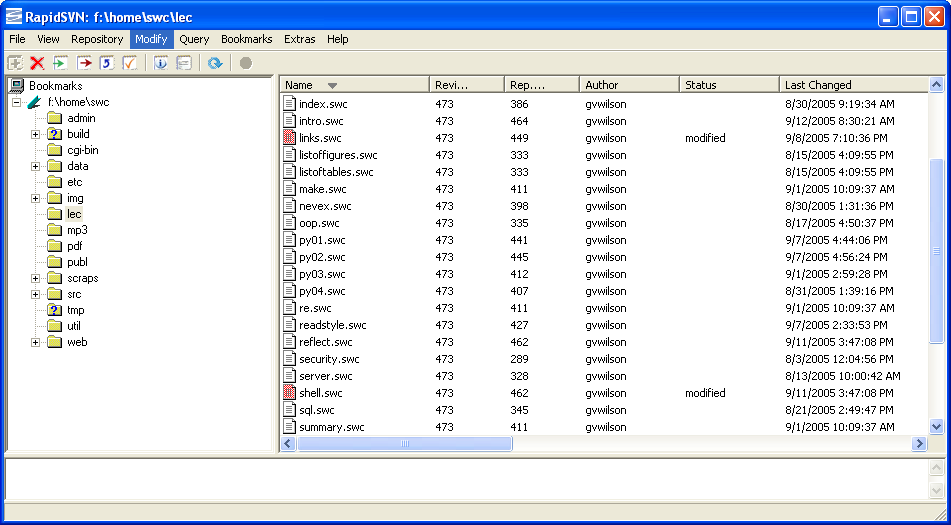 RapidSVN: f:\home\swc\lec
File View Repository Modify Query Bookmarks Extras Help
Bookmarks
f:\home\swc
admin
build
cgi-bin
data
etc
img
lec
mp3
pdf
publ
scraps
src
tmp
util
web
Name Revi... Rep.... Author Status Last Changed
index.swc 473 386 gvwilson 8/30/2005 9:19:34 AM
intro.swc 473 464 gvwilson 9/12/2005 8:30:21 AM
links.swc 473 449 gvwilson modified 9/8/2005 7:10:36 PM
listoffigures.swc 473 333 gvwilson 8/15/2005 4:09:55 PM
listoftables.swc 473 333 gvwilson 8/15/2005 4:09:55 PM
make.swc 473 411 gvwilson 9/1/2005 10:09:37 AM
nevex.swc 473 398 gvwilson 8/30/2005 1:31:36 PM
oop.swc 473 335 gvwilson 8/17/2005 4:50:37 PM
py01.swc 473 441 gvwilson 9/7/2005 4:44:06 PM
py02.swc 473 445 gvwilson 9/7/2005 4:56:24 PM
py03.swc 473 412 gvwilson 9/1/2005 2:59:28 PM
py04.swc 473 407 gvwilson 8/31/2005 1:39:16 PM
re.swc 473 411 gvwilson 9/1/2005 10:09:37 AM
readstyle.swc 473 427 gvwilson 9/7/2005 2:33:53 PM
reflect.swc 473 462 gvwilson 9/11/2005 3:47:08 PM
security.swc 473 289 gvwilson 8/3/2005 12:04:56 PM
server.swc 473 328 gvwilson 8/13/2005 10:00:42 AM
shell.swc 473 462 gvwilson modified 9/11/2005 3:47:08 PM
sql.swc 473 345 gvwilson 8/21/2005 2:49:47 PM
summary.swc 473 411 gvwilson 9/1/2005 10:09:37 AM